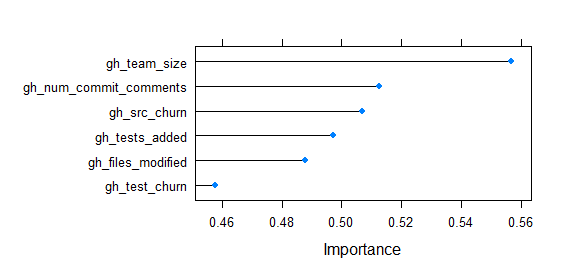 gh_team_size
gh_num_commit_comments
gh_src_churn
gh_tests_added
gh_files_modified
gh_test_churn
0.46 0.48 0.50 0.52 0.54 0.56
Importance